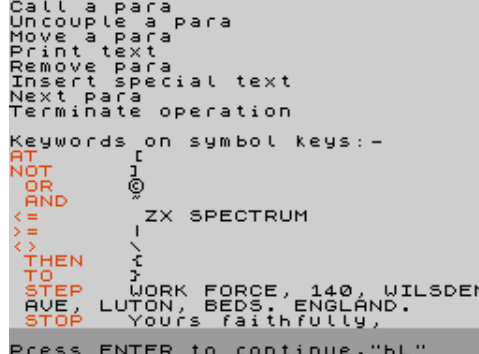 Call a para
Uncouple a para
Move a para
Print text
Remove para
Insert special text
Next para
Terminate operation
Keywords on symbol keys:-
AT [
NOT ]
OR ©
AND ~
<= ZX SPECTRUM
>= |
<> \
THEN {
TO }
STEP WORK FORCE, 140, WILSDEN
AVE, LUTON, BEDS. ENGLAND.
STOP Yours faithfully,
Press ENTER to continue."bL"